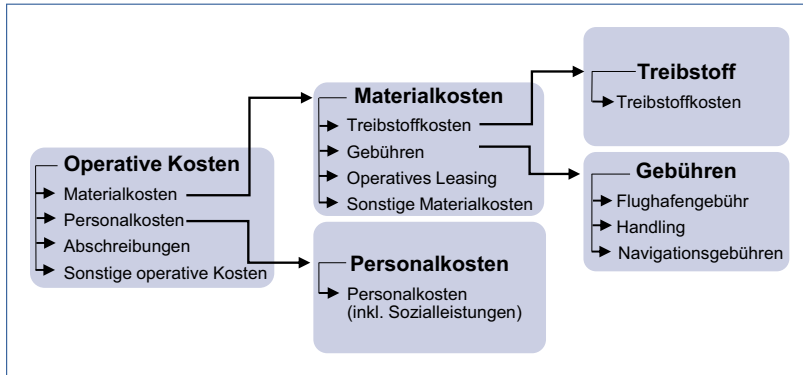 Operative Kosten
Materialkosten
Personalkosten
Abschreibungen
Sonstige operative Kosten
Materialkosten
Treibstoffkosten
Gebühren
Operatives Leasing
Sonstige Materialkosten
Personalkosten
Personalkosten
(inkl. Sozialleistungen)
Treibstoff
Treibstoffkosten
Gebühren
Flughafengebühr
Handling
Navigationsgebühren